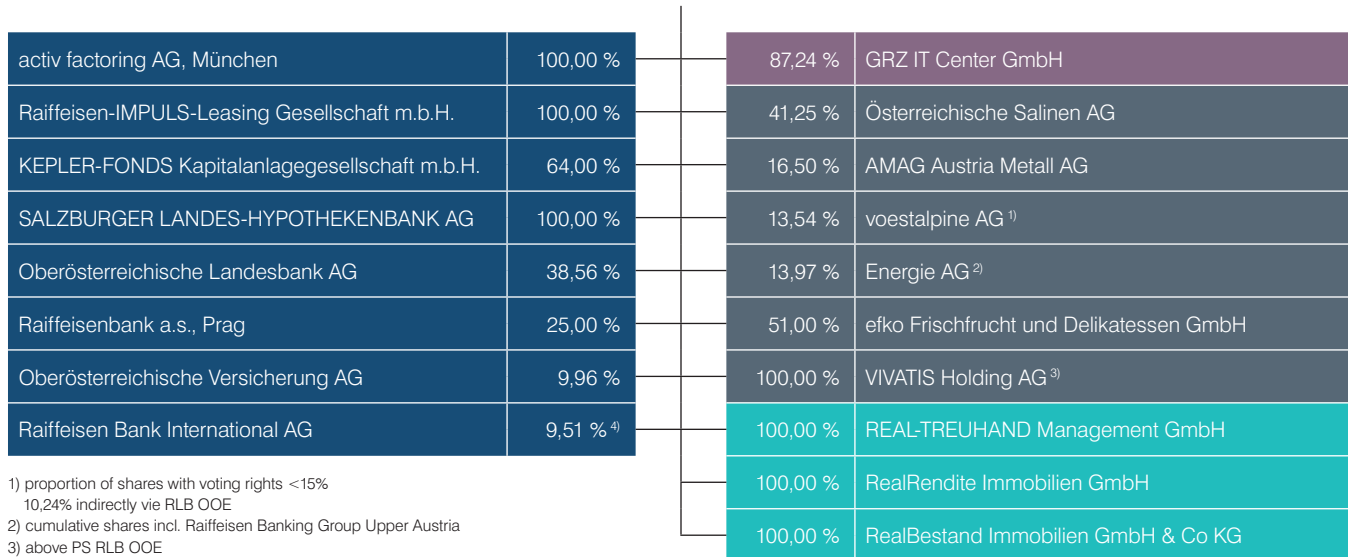 activ factoring AG, München 100,00 %
Raiffeisen-IMPULS-Leasing Gesellschaft m.b.H. 100,00 %
KEPLER-FONDS Kapitalanlagegesellschaft m.b.H. 64,00 %
SALZBURGER LANDES-HYPOTHEKENBANK AG 100,00 %
Oberösterreichische Landesbank AG 38,56 %
Raiffeisenbank a.s., Prag 25,00 %
Oberösterreichische Versicherung AG 9,96 %
Raiffeisen Bank International AG 9,51 % 4)
1) proportion of shares with voting rights <15%
10,24% indirectly vie RLB OOE
2) cumulative shares incl. Raiffeisen Banking Group Upper Austria
3) above PS RLB OOE
87,24 % GRZ IT Center GmbH
41,25 % Österreichische Salinen AG
16,50 % AMAG Austria Metall AG
13,54 % voestalpine AG 1)
13,97 % Energie AG 2)
51,00 % efko Frischfrucht und Delikatessen GmbH
100,00 % VIVATIS Holding AG 3)
100,00 % REAL-TREUHAND Management GmbH
100,00 % RealRendite Immobilien GmbH
100,00 % RealBestand Immobilien GmbH & Co KG